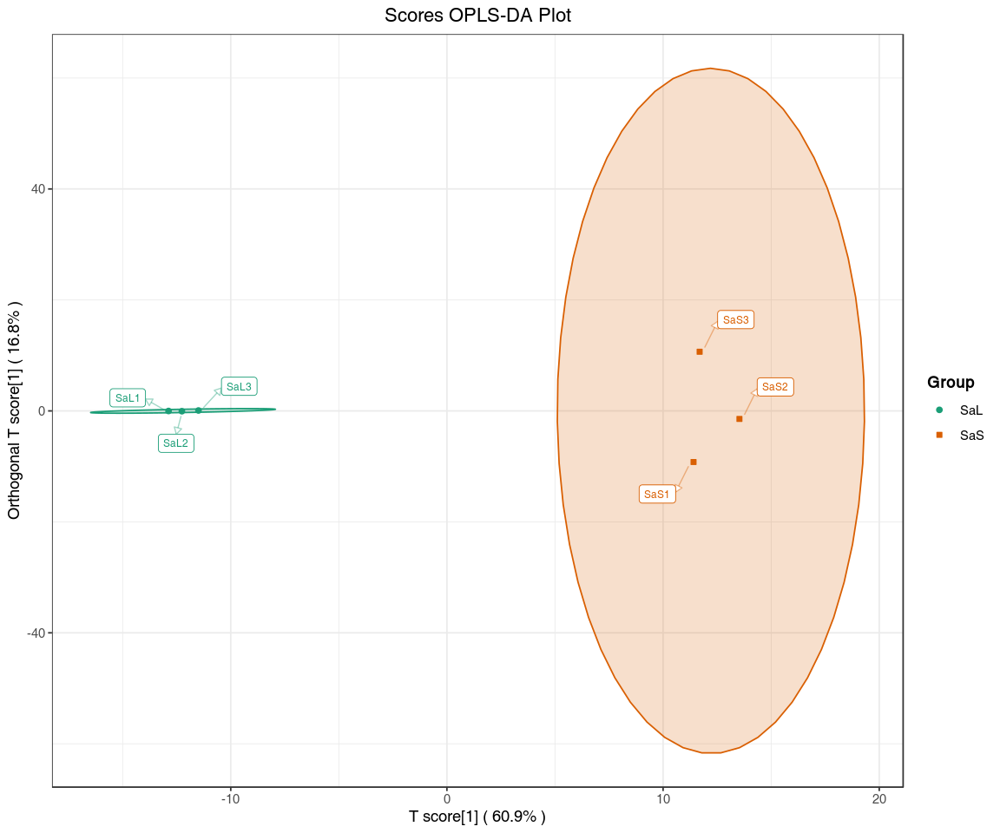 Scores OPLS-DA Plot
Orthogonal T score[1] ( 16.8% )
40
0
-40
SaL1
SaL3
SaL2
SaS3
SaS2
SaS1
-10
0
10
20
T score[1] ( 60.9% )
Group
SaL
SaS